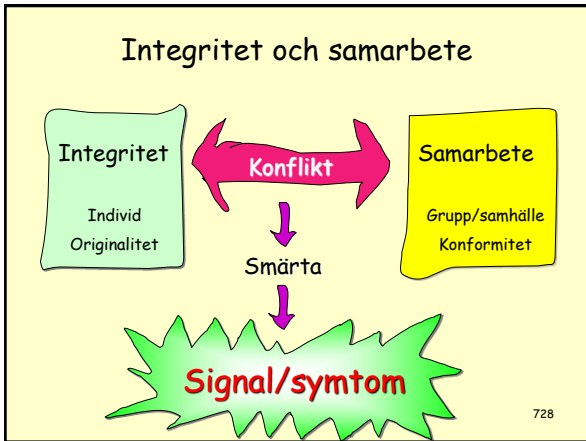 Integritet och samarbete
Integritet
Individ
Originalitet
Konflikt
Samarbete
Grupp/samhälle
Konformitet
Smärta
Signal/symtom
728